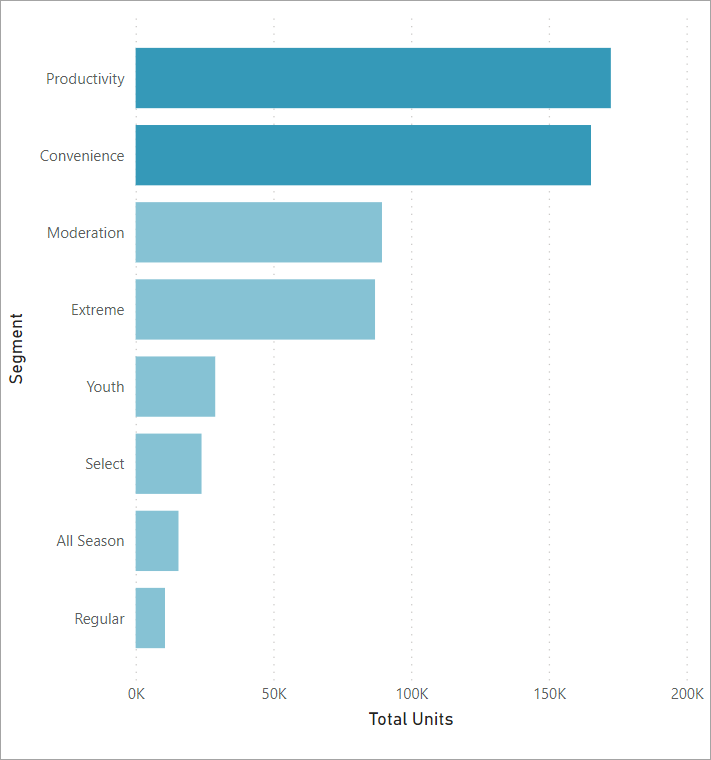 Productivity
Convenience
Moderation
Extreme
Youth
Select
All Season
Regular
Segment
0K 50K 100K 150K 200K
Total Units